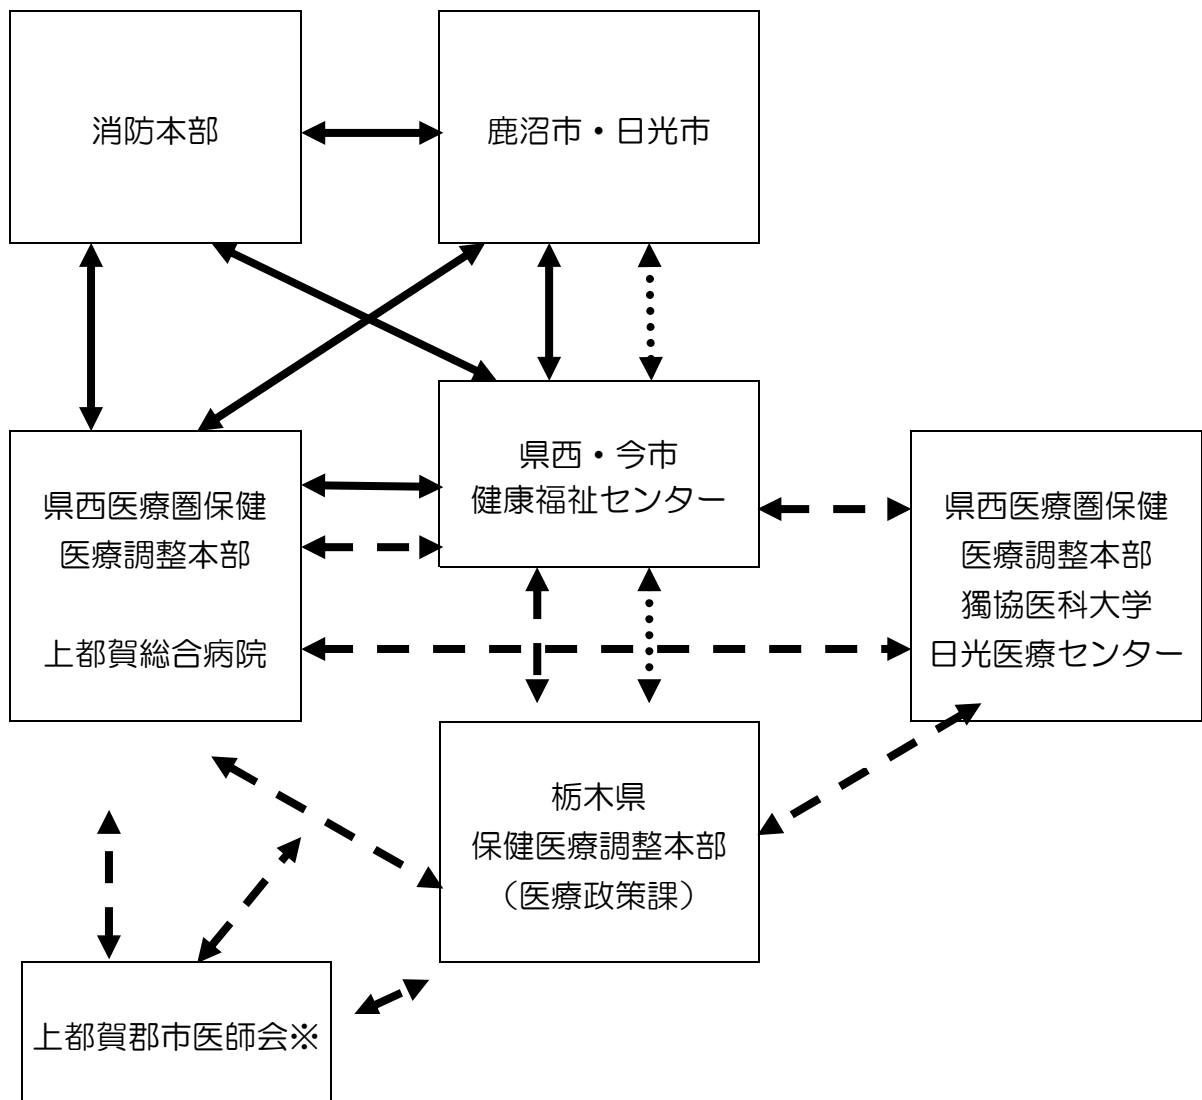 消防本部
鹿沼市・日光市
県西・今市
健康福祉センター
県西医療圏保健
医療調整本部
上都賀総合病院
県西医療圏保健
医療調整本部
獨協医科大学
日光医療センター
栃木県
保健医療調整本部
（医療政策課）
上都賀郡市医師会※